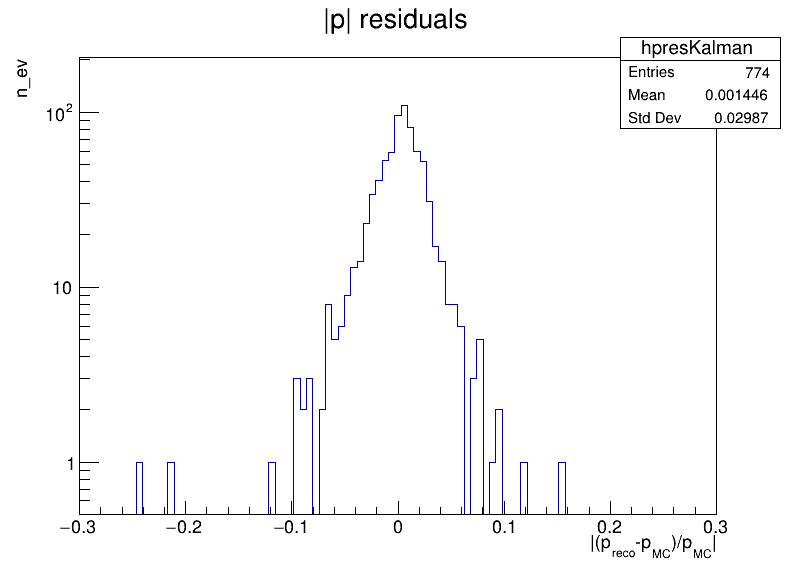 |p| residuals
hpresKalman
Entries 774
Mean 0.001446
Std Dev 0.02987
n_ev
10²
10
1
−0.3 −0.2 −0.1 0 0.1 0.2 0.3
|(p_reco-p_MC)/p_MC|